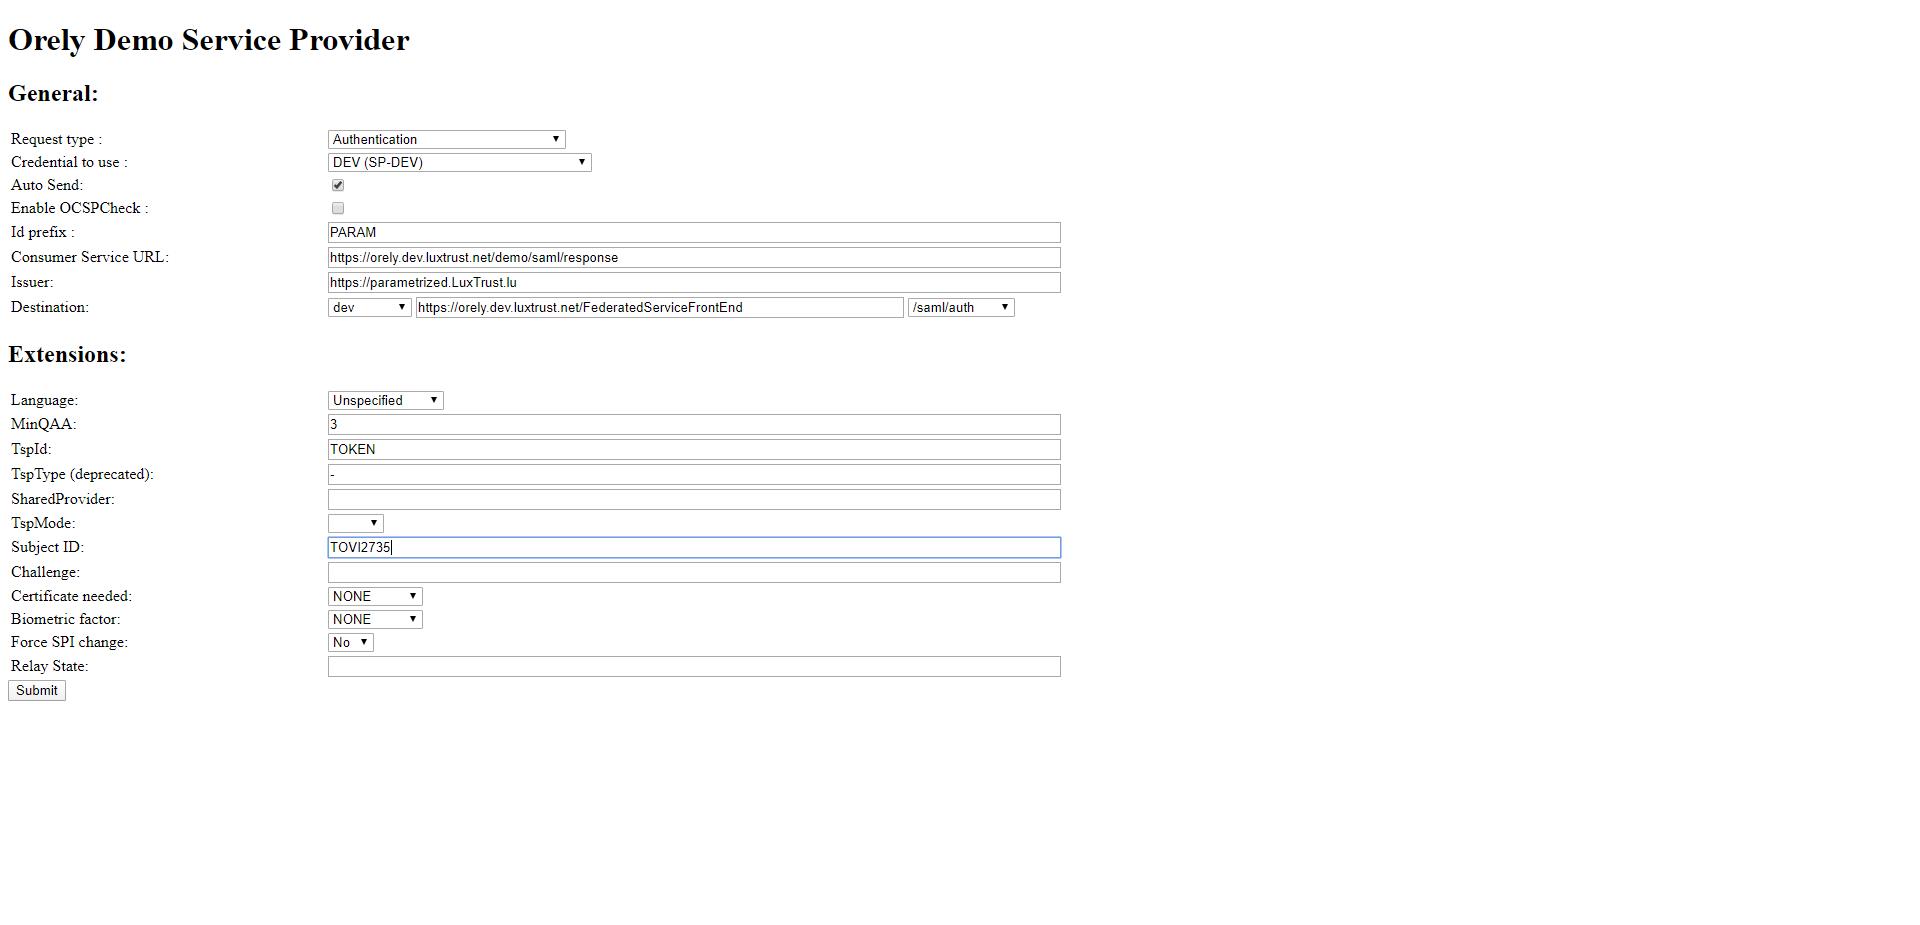 Orely Demo Service Provider
General:
Request type : Authentication
Credential to use : DEV (SP-DEV)
Auto Send:
Enable OCSPCheck :
Id prefix : PARAM
Consumer Service URL: https://orely.dev.luxtrust.net/demo/saml/response
Issuer: https://parametrized.LuxTrust.lu
Destination: dev https://orely.dev.luxtrust.net/FederatedServiceFrontEnd /saml/auth
Extensions:
Language: Unspecified
MinQAA: 3
TspId: TOKEN
TspType (deprecated): -
SharedProvider:
TspMode:
Subject ID: TOVI2735
Challenge:
Certificate needed: NONE
Biometric factor: NONE
Force SPI change: No
Relay State:
Submit